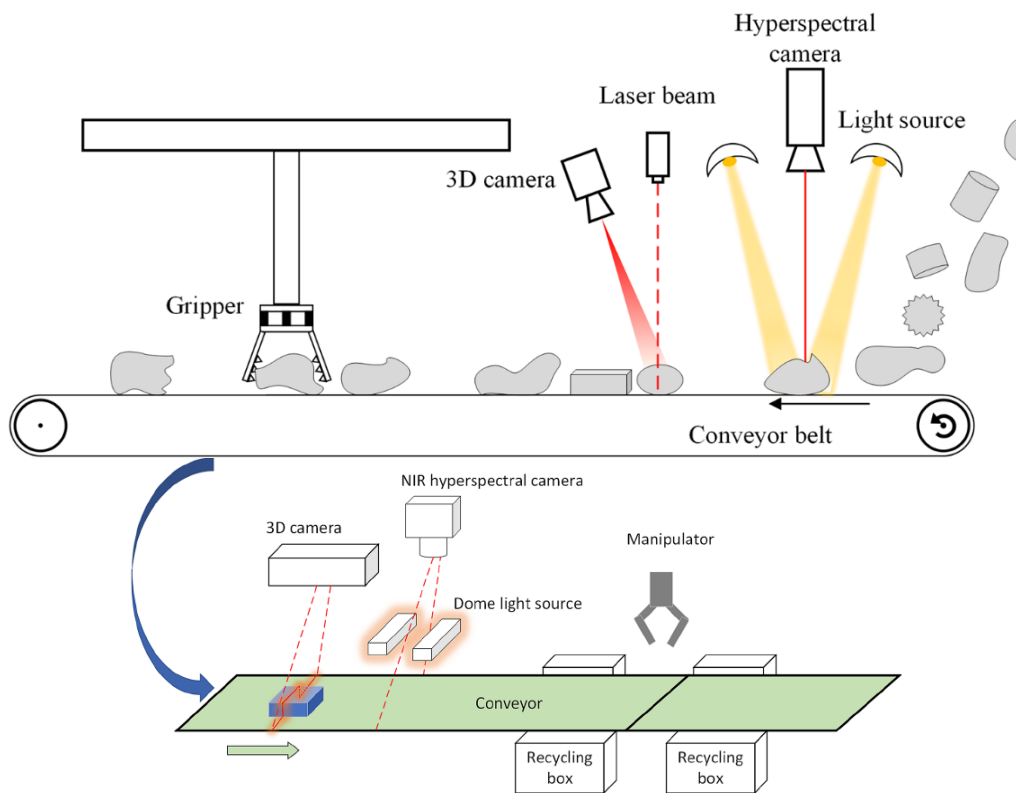 Hyperspectral
camera
Laser beam
Light source
3D camera
Gripper
Conveyor belt
NIR hyperspectral camera
3D camera
Manipulator
Dome light source
Conveyor
Recycling
box
Recycling
box